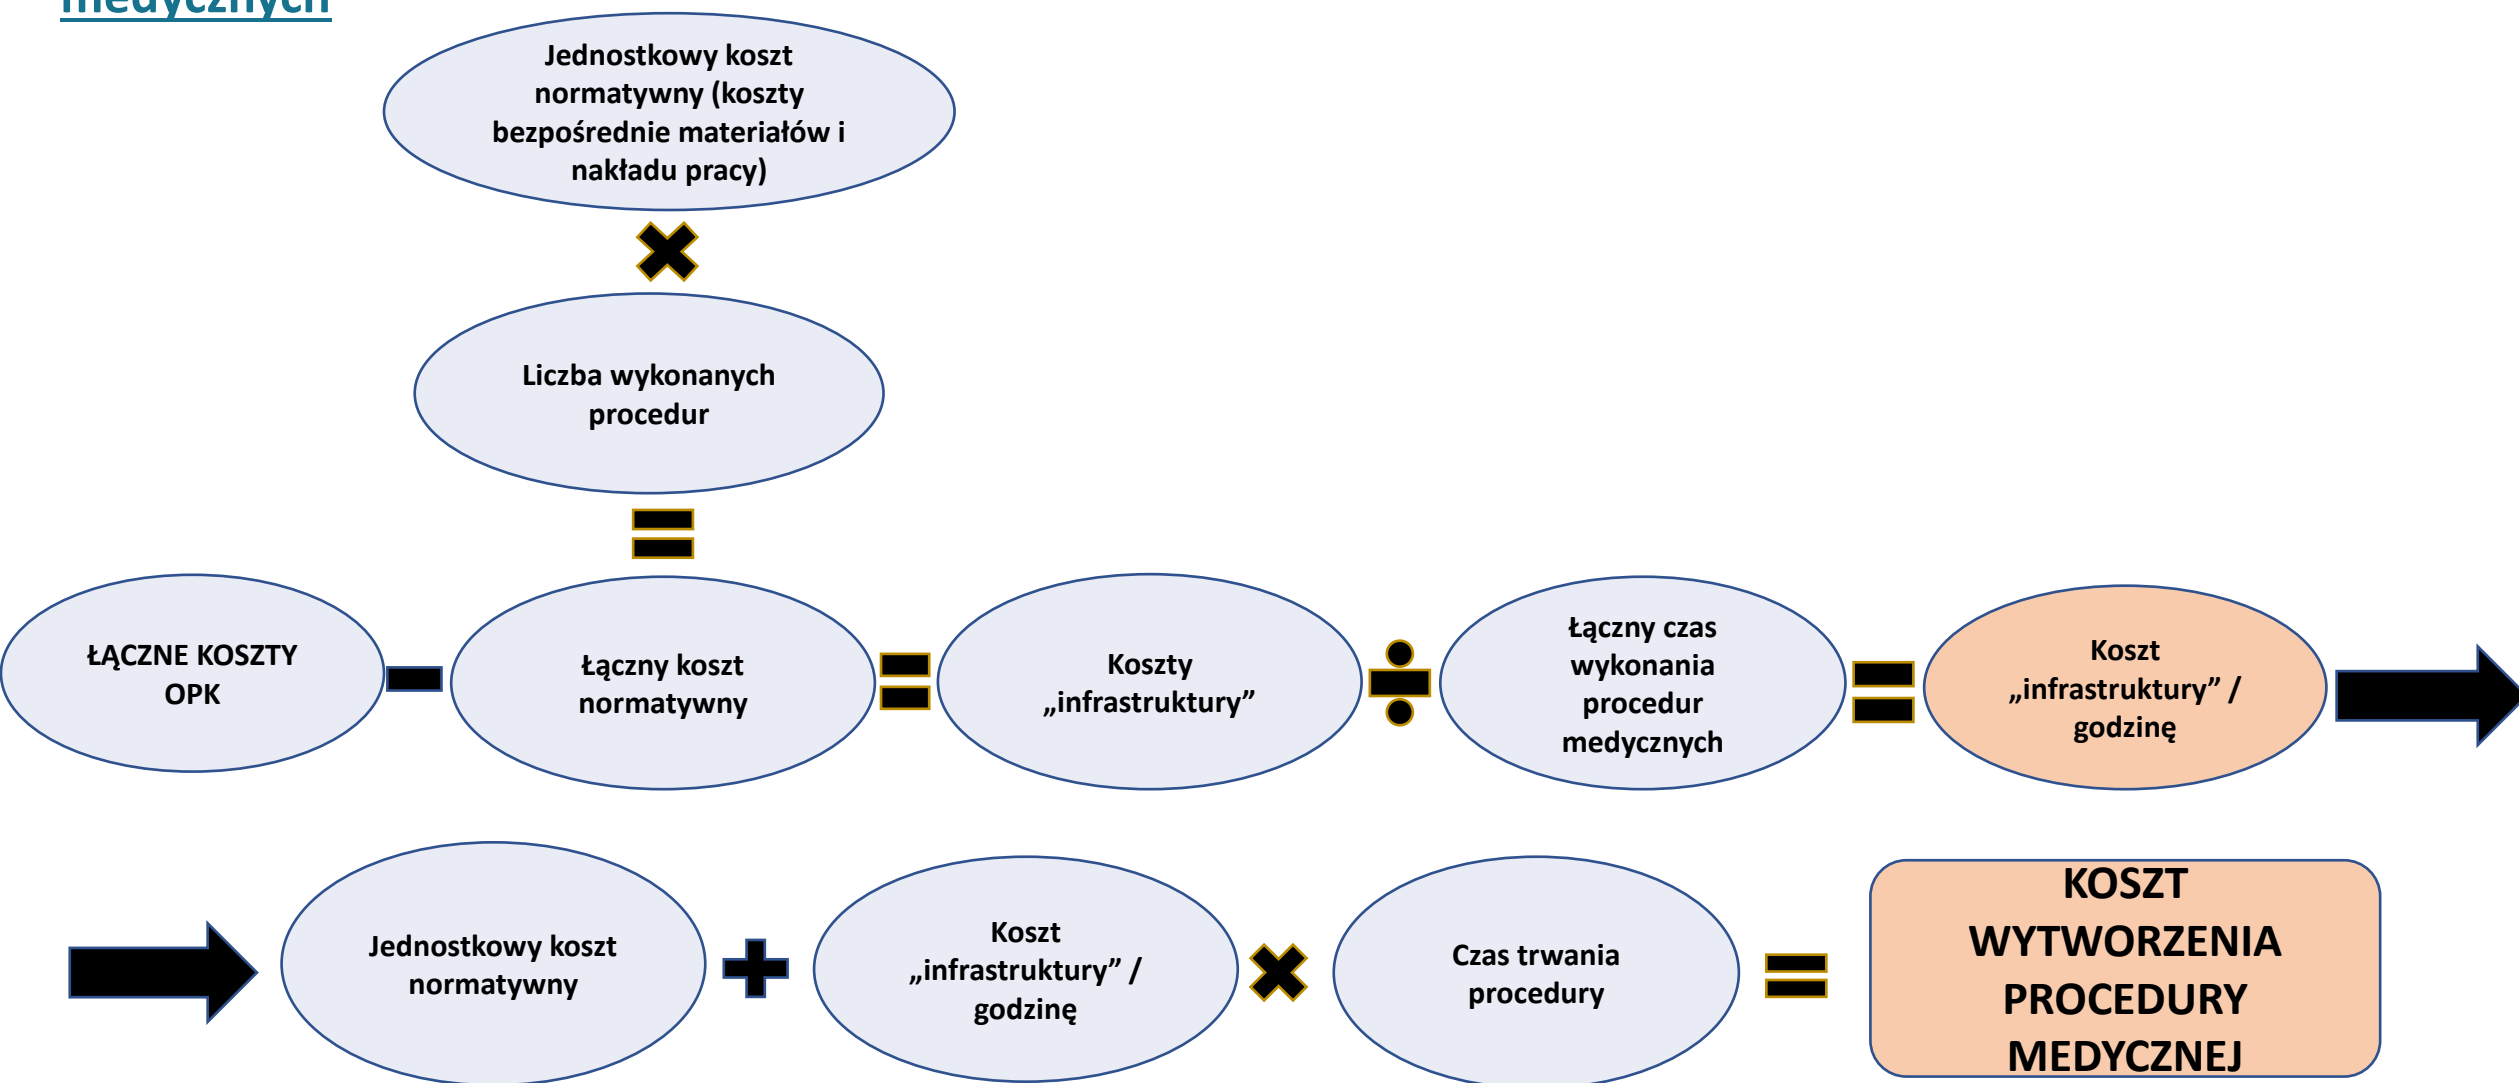 medycznych
Jednostkowy koszt
normatywny (koszty
bezpośrednie materiałów i
nakładu pracy)
Liczba wykonanych
procedur
ŁĄCZNE KOSZTY
OPK
Łączny koszt
normatywny
Koszty
„infrastruktury”
Łączny czas
wykonania
procedur
medycznych
Koszt
„infrastruktury” /
godzinę
Jednostkowy koszt
normatywny
Koszt
„infrastruktury” /
godzinę
Czas trwania
procedury
KOSZT
WYTWORZENIA
PROCEDURY
MEDYCZNEJ